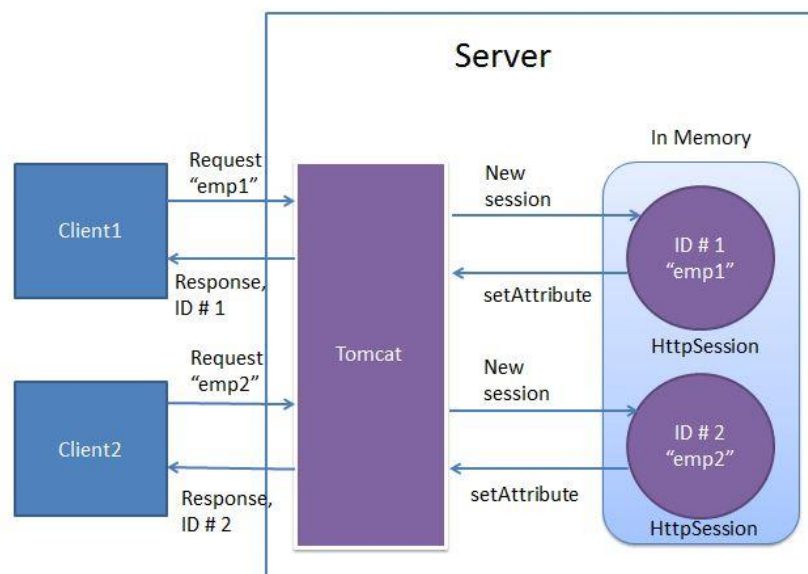 Server
In Memory
Request
“emp1”
Client1
Response,
ID # 1
New
session
setAttribute
ID # 1
“emp1”
HttpSession
Tomcat
Request
“emp2”
Client2
Response,
ID # 2
New
session
setAttribute
ID # 2
“emp2”
HttpSession